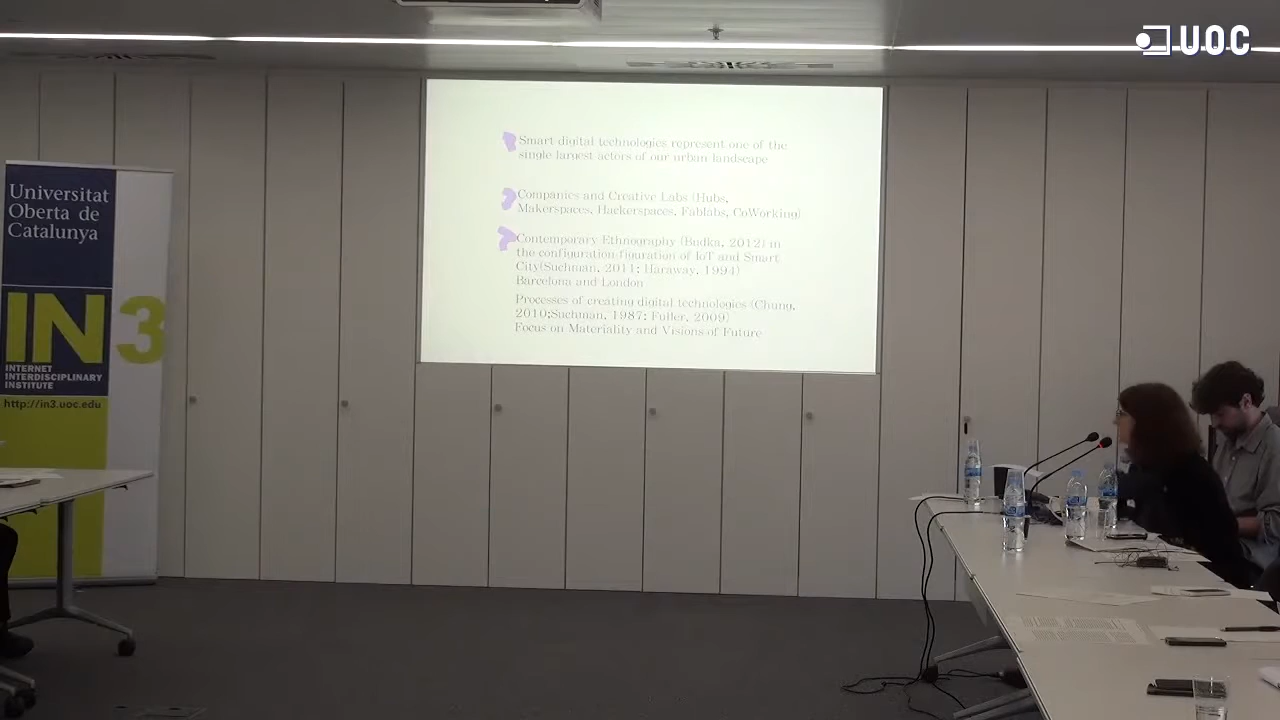 UOC
Smart digital technologies represent one of the
single largest actors of our urban landscape
Companies and Creative Labs (Hubs,
Makerspaces, Hackerspaces, Fablabs, CoWorking)
Contemporary Ethnography (Budka, 2012) in
the configuration figuration of IoT and Smart
City(Suchman, 2011; Haraway, 1994)
Barcelona and London
Processes of creating digital technologies (Chung,
2010;Suchman, 1987; Fuller, 2009)
Focus on Materiality and Visions of Future
Universitat
Oberta de
Catalunya
IN3
INTERNET
INTERDISCIPLINARY
INSTITUTE
http://in3.uoc.edu